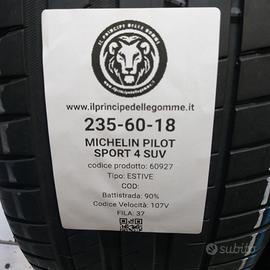 IL PRINCIPE DELLE GOMME
www.ilprincipedellegomme.it
235-60-18
MICHELIN PILOT
SPORT 4 SUV
codice prodotto: 60927
Tipo: ESTIVE
COD:
Battistrada: 90%
Codice Velocità: 107V
FILA: 37
subito